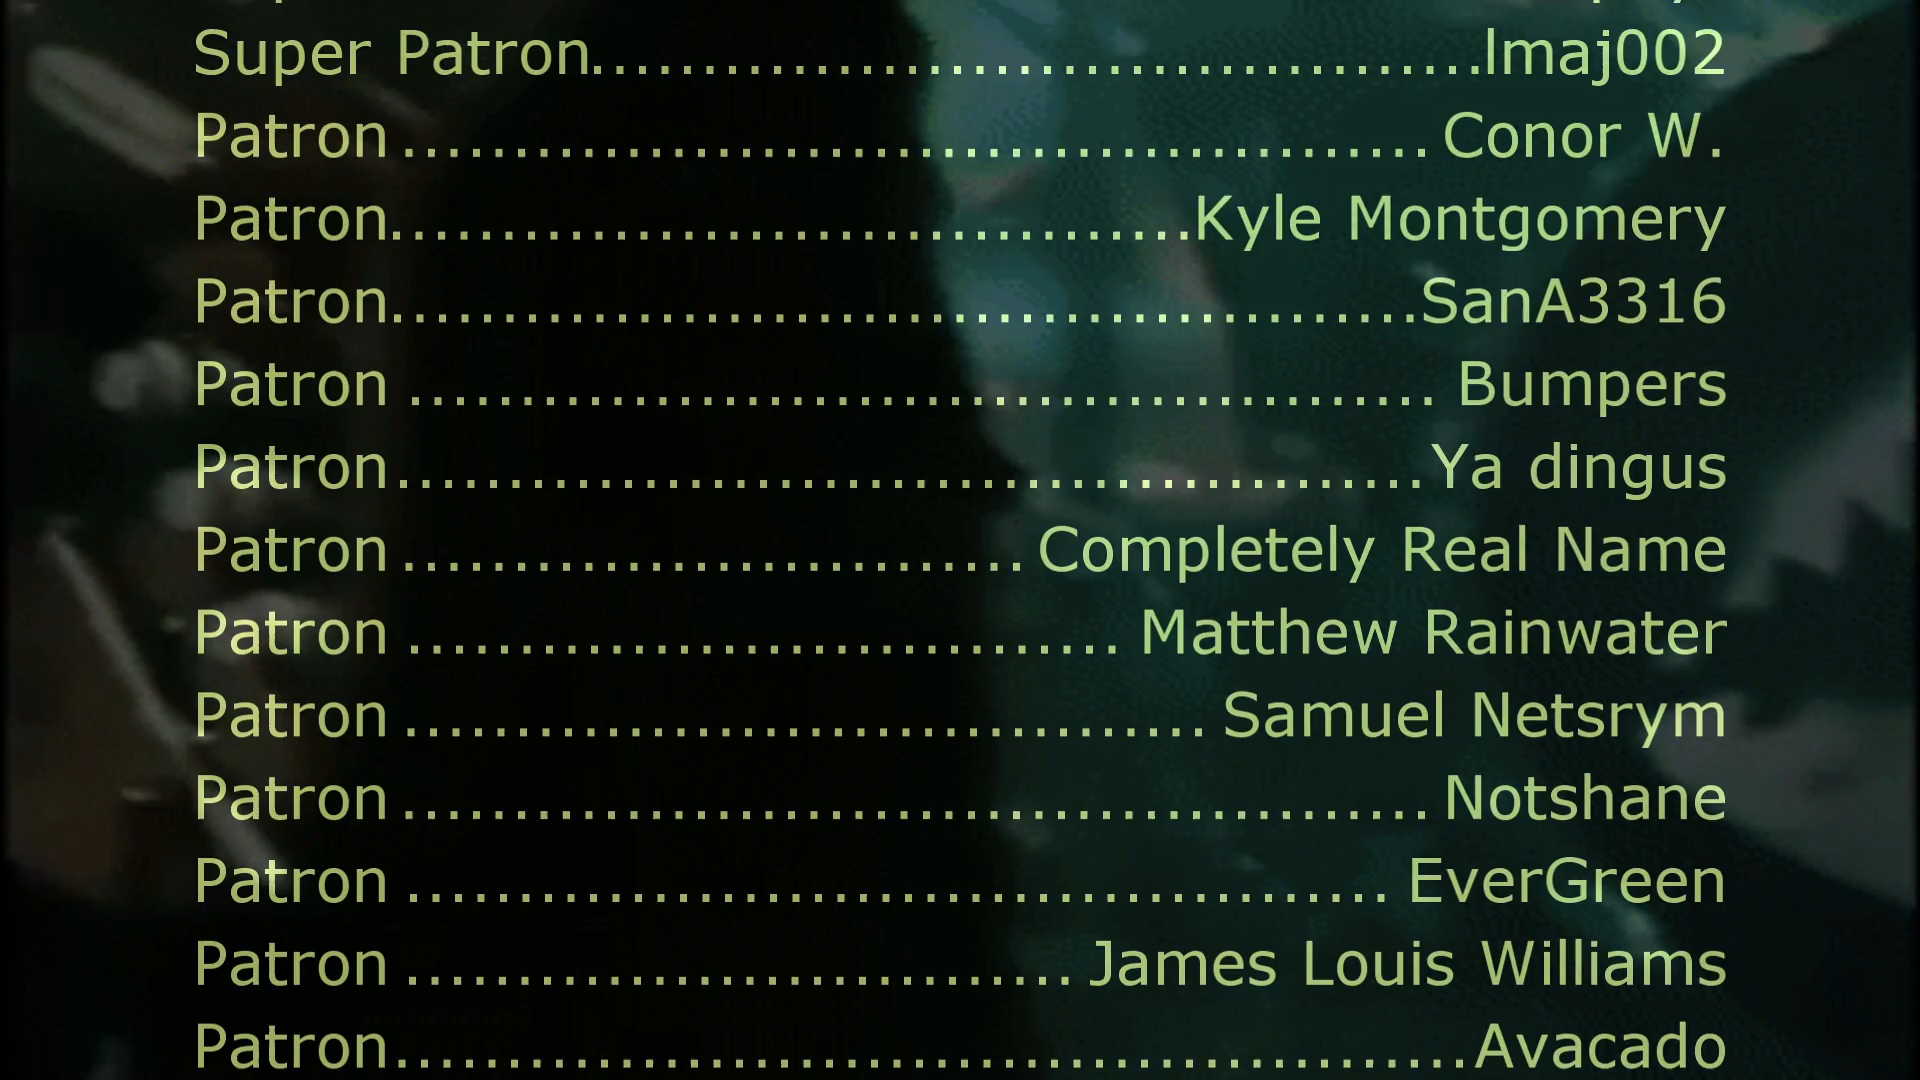 Super Patron........................................lmaj002
Patron .............................................. Conor W.
Patron....................................Kyle Montgomery
Patron..............................................SanA3316
Patron .............................................. Bumpers
Patron..............................................Ya dingus
Patron ............................ Completely Real Name
Patron ................................ Matthew Rainwater
Patron .................................... Samuel Netsrym
Patron .............................................. Notshane
Patron ............................................ EverGreen
Patron .............................. James Louis Williams
Patron................................................Avacado